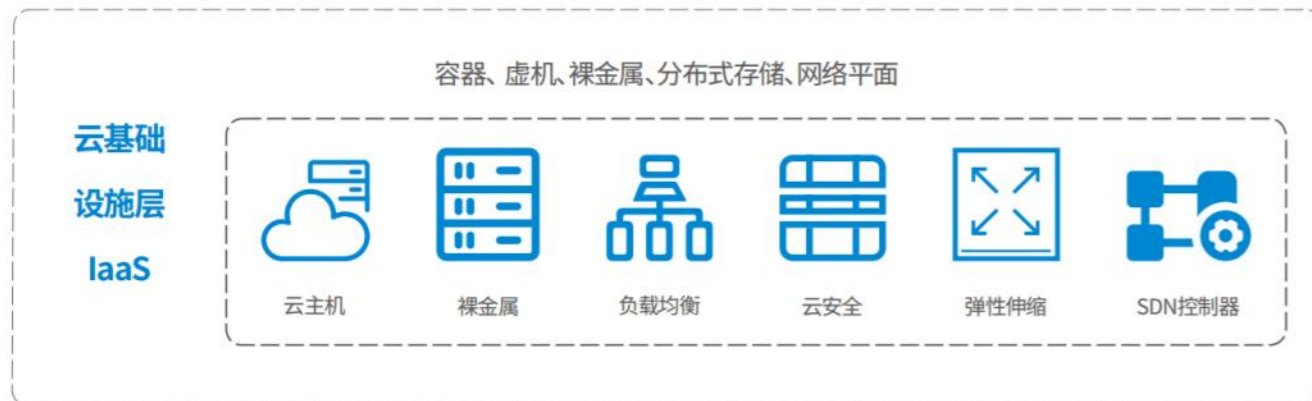 容器、虚机、裸金属、分布式存储、网络平面
云基础
设施层
IaaS
云主机
裸金属
负载均衡
云安全
弹性伸缩
SDN控制器